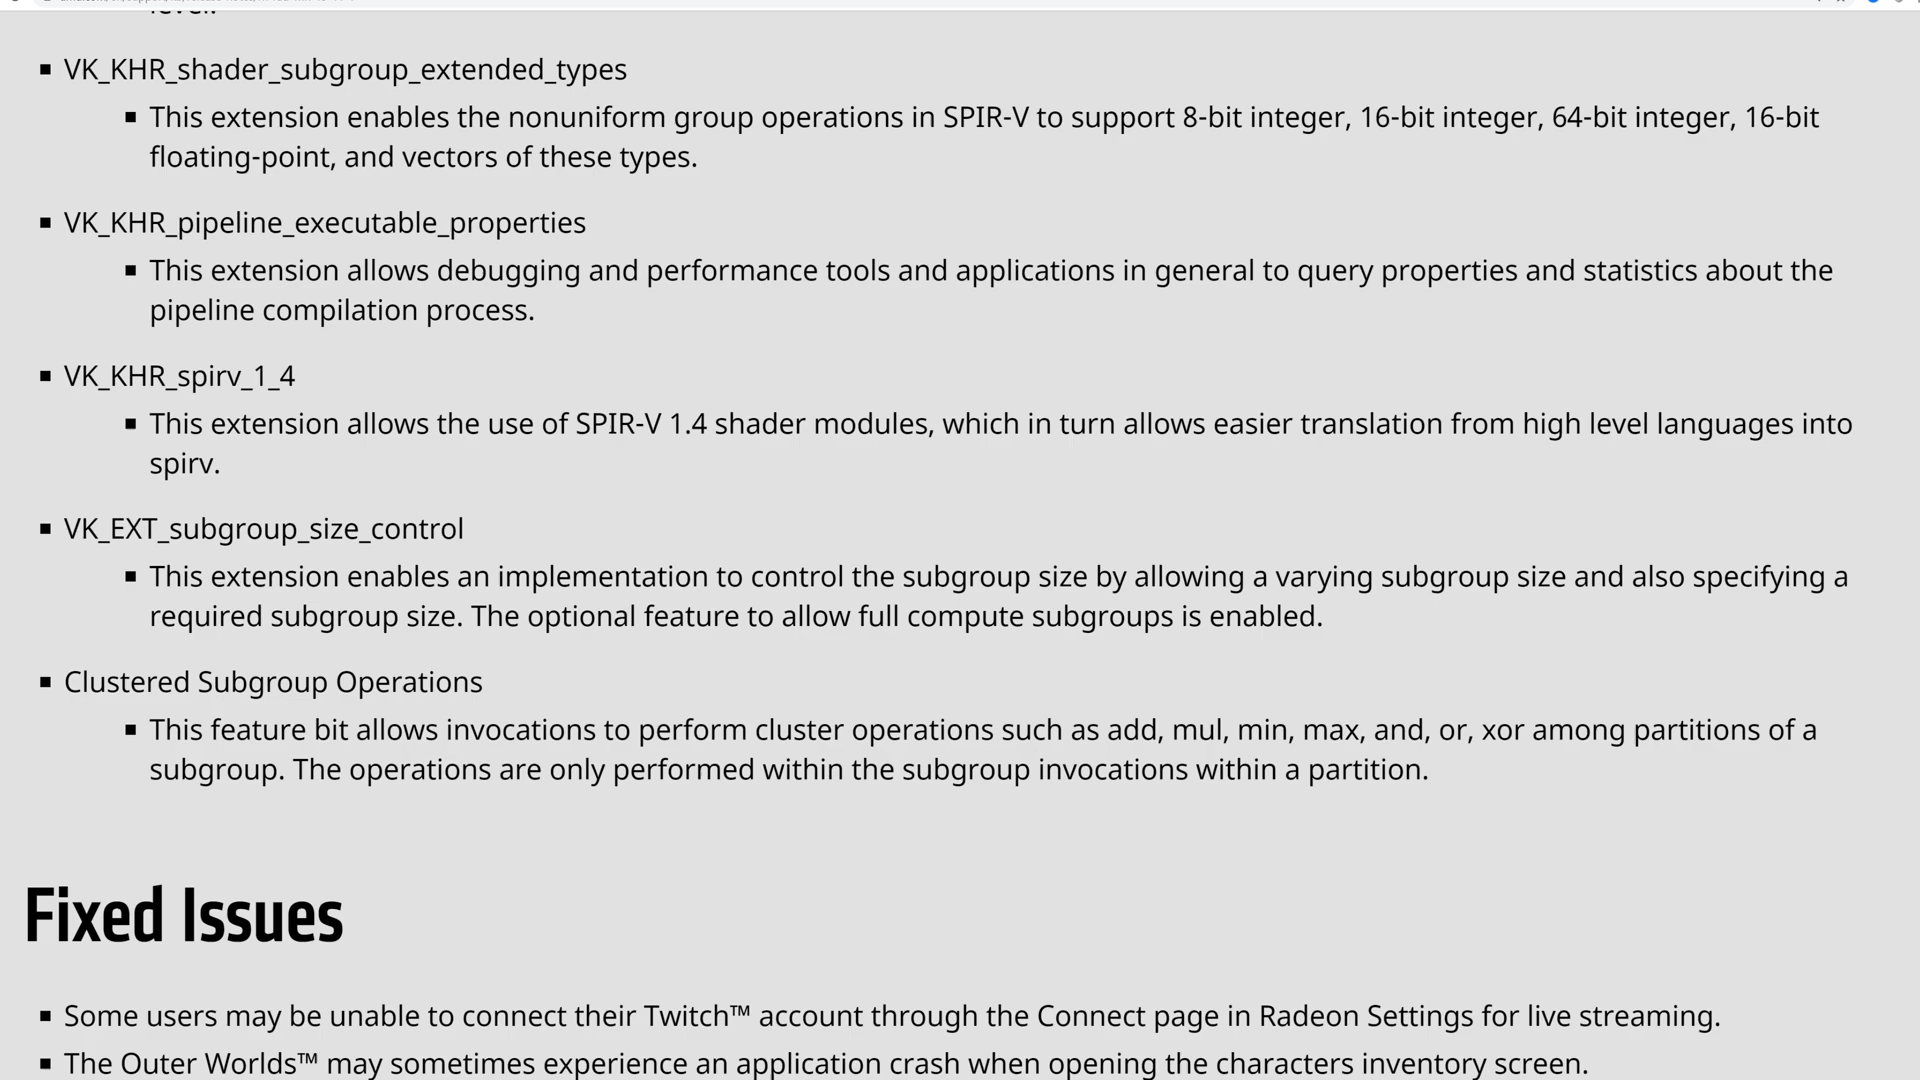 level.
▪ VK_KHR_shader_subgroup_extended_types
▪ This extension enables the nonuniform group operations in SPIR-V to support 8-bit integer, 16-bit integer, 64-bit integer, 16-bit
floating-point, and vectors of these types.
▪ VK_KHR_pipeline_executable_properties
▪ This extension allows debugging and performance tools and applications in general to query properties and statistics about the
pipeline compilation process.
▪ VK_KHR_spirv_1_4
▪ This extension allows the use of SPIR-V 1.4 shader modules, which in turn allows easier translation from high level languages into
spirv.
▪ VK_EXT_subgroup_size_control
▪ This extension enables an implementation to control the subgroup size by allowing a varying subgroup size and also specifying a
required subgroup size. The optional feature to allow full compute subgroups is enabled.
▪ Clustered Subgroup Operations
▪ This feature bit allows invocations to perform cluster operations such as add, mul, min, max, and, or, xor among partitions of a
subgroup. The operations are only performed within the subgroup invocations within a partition.
Fixed Issues
▪ Some users may be unable to connect their Twitch™ account through the Connect page in Radeon Settings for live streaming.
▪ The Outer Worlds™ may sometimes experience an application crash when opening the characters inventory screen.